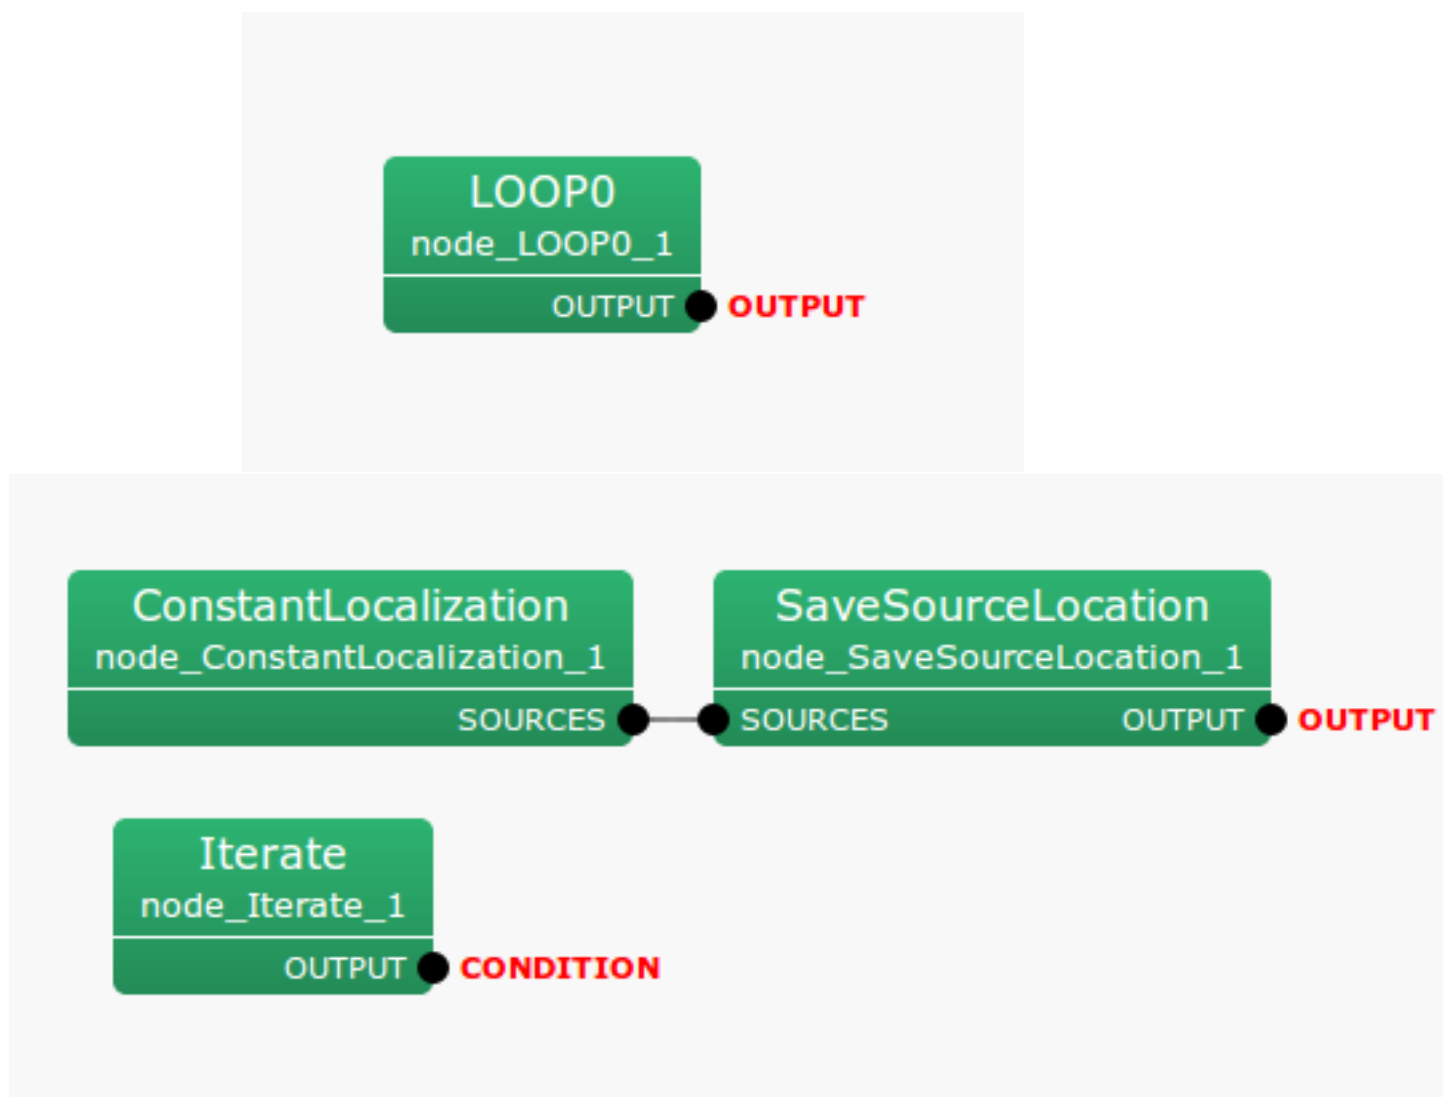 LOOP0
node_LOOP0_1
OUTPUT OUTPUT
ConstantLocalization
node_ConstantLocalization_1
SOURCES
SaveSourceLocation
node_SaveSourceLocation_1
SOURCES OUTPUT OUTPUT
Iterate
node_Iterate_1
OUTPUT CONDITION